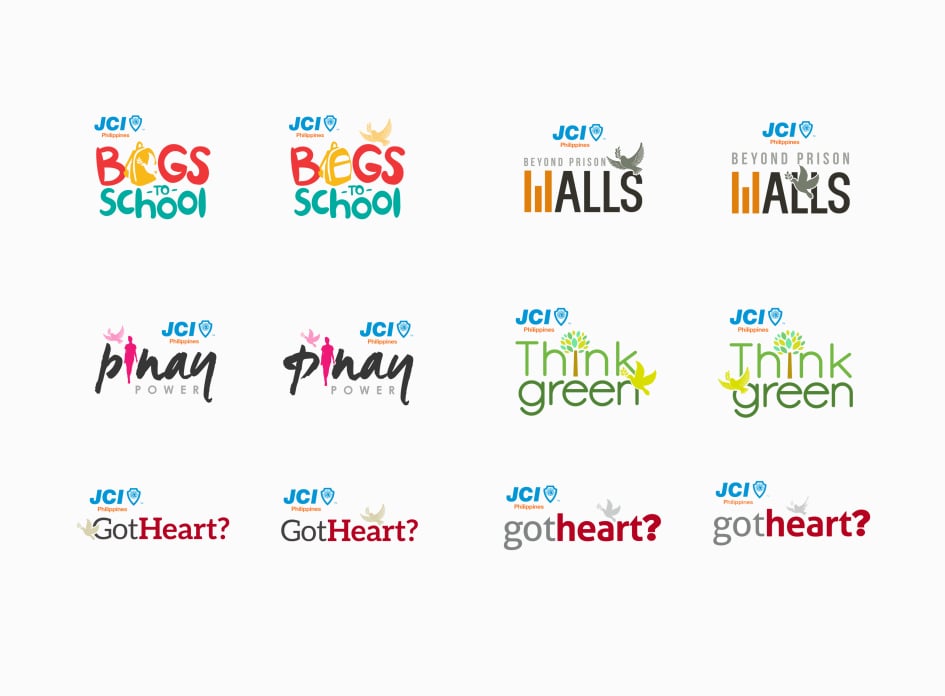 JCI
Philippines
BAGS
-TO-
SCHOOL
JCI
Philippines
BAGS
-TO-
SCHOOL
JCI
Philippines
BEYOND PRISON
WALLS
JCI
Philippines
BEYOND PRISON
WALLS
JCI
Philippines
pinay
POWER
JCI
Philippines
pinay
POWER
JCI
Philippines
Think
green
JCI
Philippines
Think
green
JCI
Philippines
GotHeart?
JCI
Philippines
GotHeart?
JCI
Philippines
gotheart?
JCI
Philippines
gotheart?